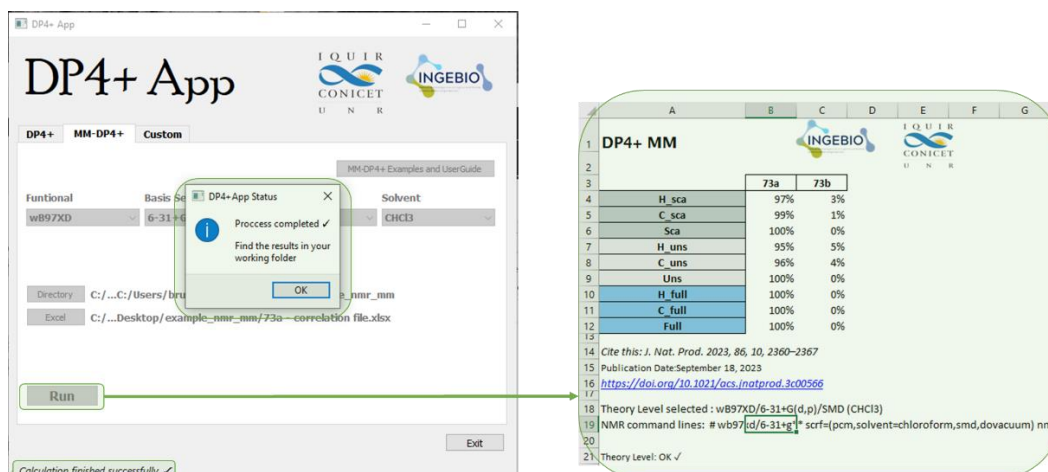 DP4+ App
DP4+ App
I Q U I R
CONICET
U N R
INGEBIO
DP4+ MM-DP4+ Custom
MM-DP4+ Examples and UserGuide
Funtional Basis Se Solvent
wB97XD 6-31+G CHCl3
DP4+App Status
Proccess completed ✓
Find the results in your
working folder
OK
Directory C:/...C:/Users/bru e_nmr_mm
Excel C:/...Desktop/example_nmr_mm/73a - correlation file.xlsx
Run
Exit
Calculation finished successfully ✓
A B C D E F G
1 DP4+ MM
INGEBIO
I Q U I R
CONICET
U N R
2
3 73a 73b
4 H_sca 97% 3%
5 C_sca 99% 1%
6 Sca 100% 0%
7 H_uns 95% 5%
8 C_uns 96% 4%
9 Uns 100% 0%
10 H_full 100% 0%
11 C_full 100% 0%
12 Full 100% 0%
13
14 Cite this: J. Nat. Prod. 2023, 86, 10, 2360–2367
15 Publication Date:September 18, 2023
16 https://doi.org/10.1021/acs.jnatprod.3c00566
17
18 Theory Level selected : wB97XD/6-31+G(d,p)/SMD (CHCl3)
19 NMR command lines: # wb97xd/6-31+g** scrf=(pcm,solvent=chloroform,smd,dovacuum) nm
20
21 Theory Level: OK ✓